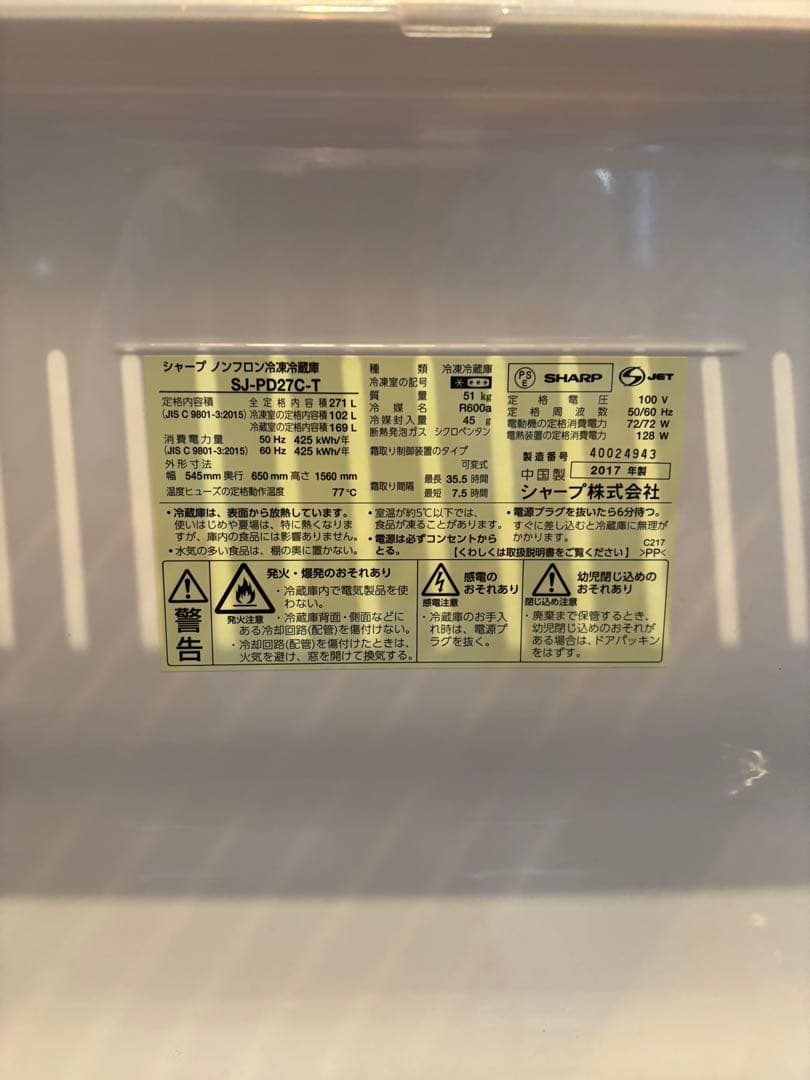 シャープ ノンフロン冷凍冷蔵庫
SJ-PD27C-T
定格内容積 全定格内容積 271 L
(JIS C 9801-3:2015) 冷凍室の定格内容積 102 L
冷蔵室の定格内容積 169 L
消費電力量 50 Hz 425 kWh/年
(JIS C 9801-3:2015) 60 Hz 425 kWh/年
外形寸法
幅 545mm 奥行 650mm 高さ 1560 mm
温度ヒューズの定格動作温度 77℃
種類 冷凍冷蔵庫
冷凍室の記号
質量 51 kg
冷媒名 R600a
冷媒封入量 45 g
断熱発泡ガス シクロペンタン
霜取り制御装置のタイプ
可変式
霜取り間隔 最長 35.5 時間
最短 7.5 時間
PSE SHARP JET
定格電圧 100 V
定格周波数 50/60 Hz
電動機の定格消費電力 72/72 W
電熱装置の定格消費電力 128 W
製造番号 40024943
中国製 2017 年製
シャープ株式会社
・冷蔵庫は、表面から放熱しています。
使いはじめや夏場は、特に熱くなりま
すが、庫内の食品には影響ありません。
・水気の多い食品は、棚の奥に置かない。
・室温が約5℃以下では、
食品が凍ることがあります。
・電源は必ずコンセントから
とる。
・電源プラグを抜いたら6分待つ。
すぐに差し込むと冷蔵庫に無理が
かかります。
C217
【くわしくは取扱説明書をご覧ください】 >PP<
警告
発火注意
発火・爆発のおそれあり
・冷蔵庫内で電気製品を使
わない。
・冷蔵庫背面・側面などに
ある冷却回路(配管)を傷付けない。
・冷却回路(配管)を傷付けたときは、
火気を避け、窓を開けて換気する。
感電注意
感電の
おそれあり
・冷蔵庫のお手入
れ時は、電源プ
ラグを抜く。
閉じ込め注意
幼児閉じ込めの
おそれあり
・廃棄まで保管するとき、
幼児閉じ込めのおそれが
ある場合は、ドアパッキン
をはずす。